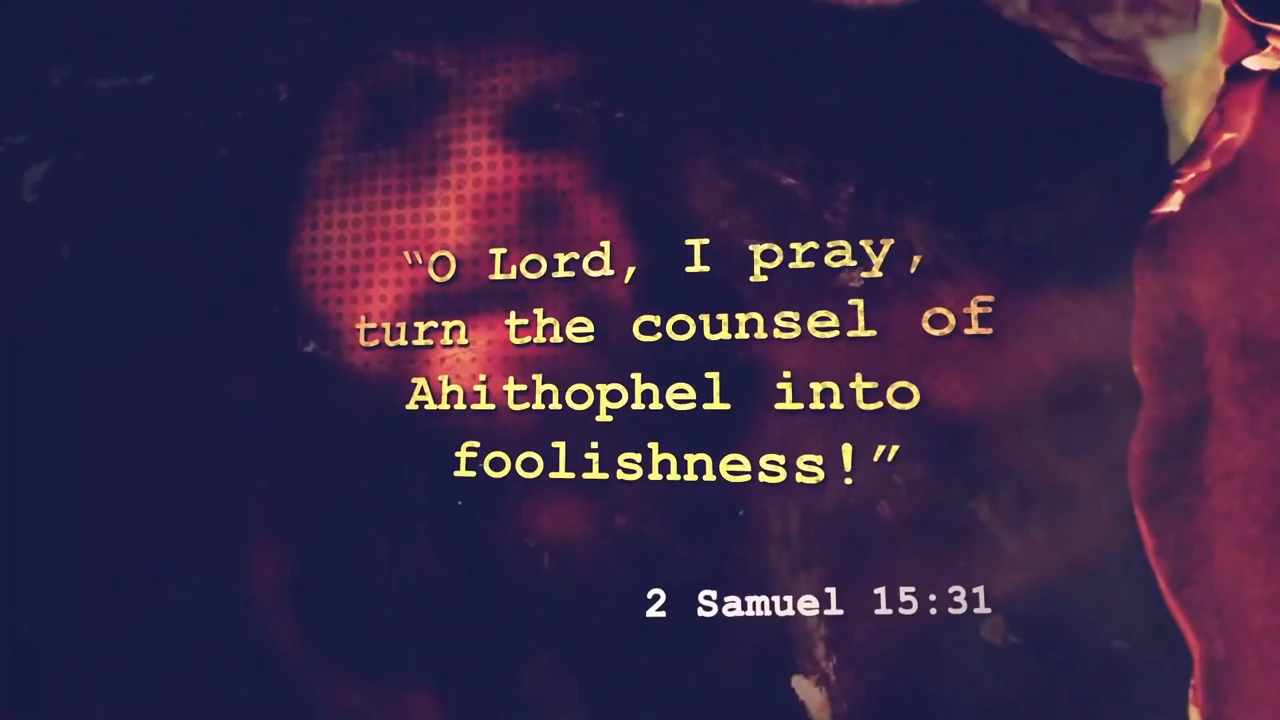 “O Lord, I pray,
turn the counsel of
Ahithophel into
foolishness!”
2 Samuel 15:31